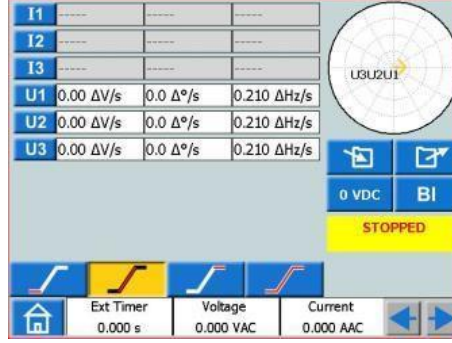 I1 ----- ----- -----
I2 ----- ----- -----
I3 ----- ----- -----
U1 0.00 ΔV/s 0.0 Δ°/s 0.210 ΔHz/s
U2 0.00 ΔV/s 0.0 Δ°/s 0.210 ΔHz/s
U3 0.00 ΔV/s 0.0 Δ°/s 0.210 ΔHz/s
U3U2U1
0 VDC BI
STOPPED
Ext Timer Voltage Current
0.000 s 0.000 VAC 0.000 AAC